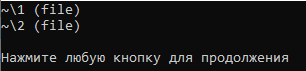 ~\1 (file)
~\2 (file)
Нажмите любую кнопку для продолжения